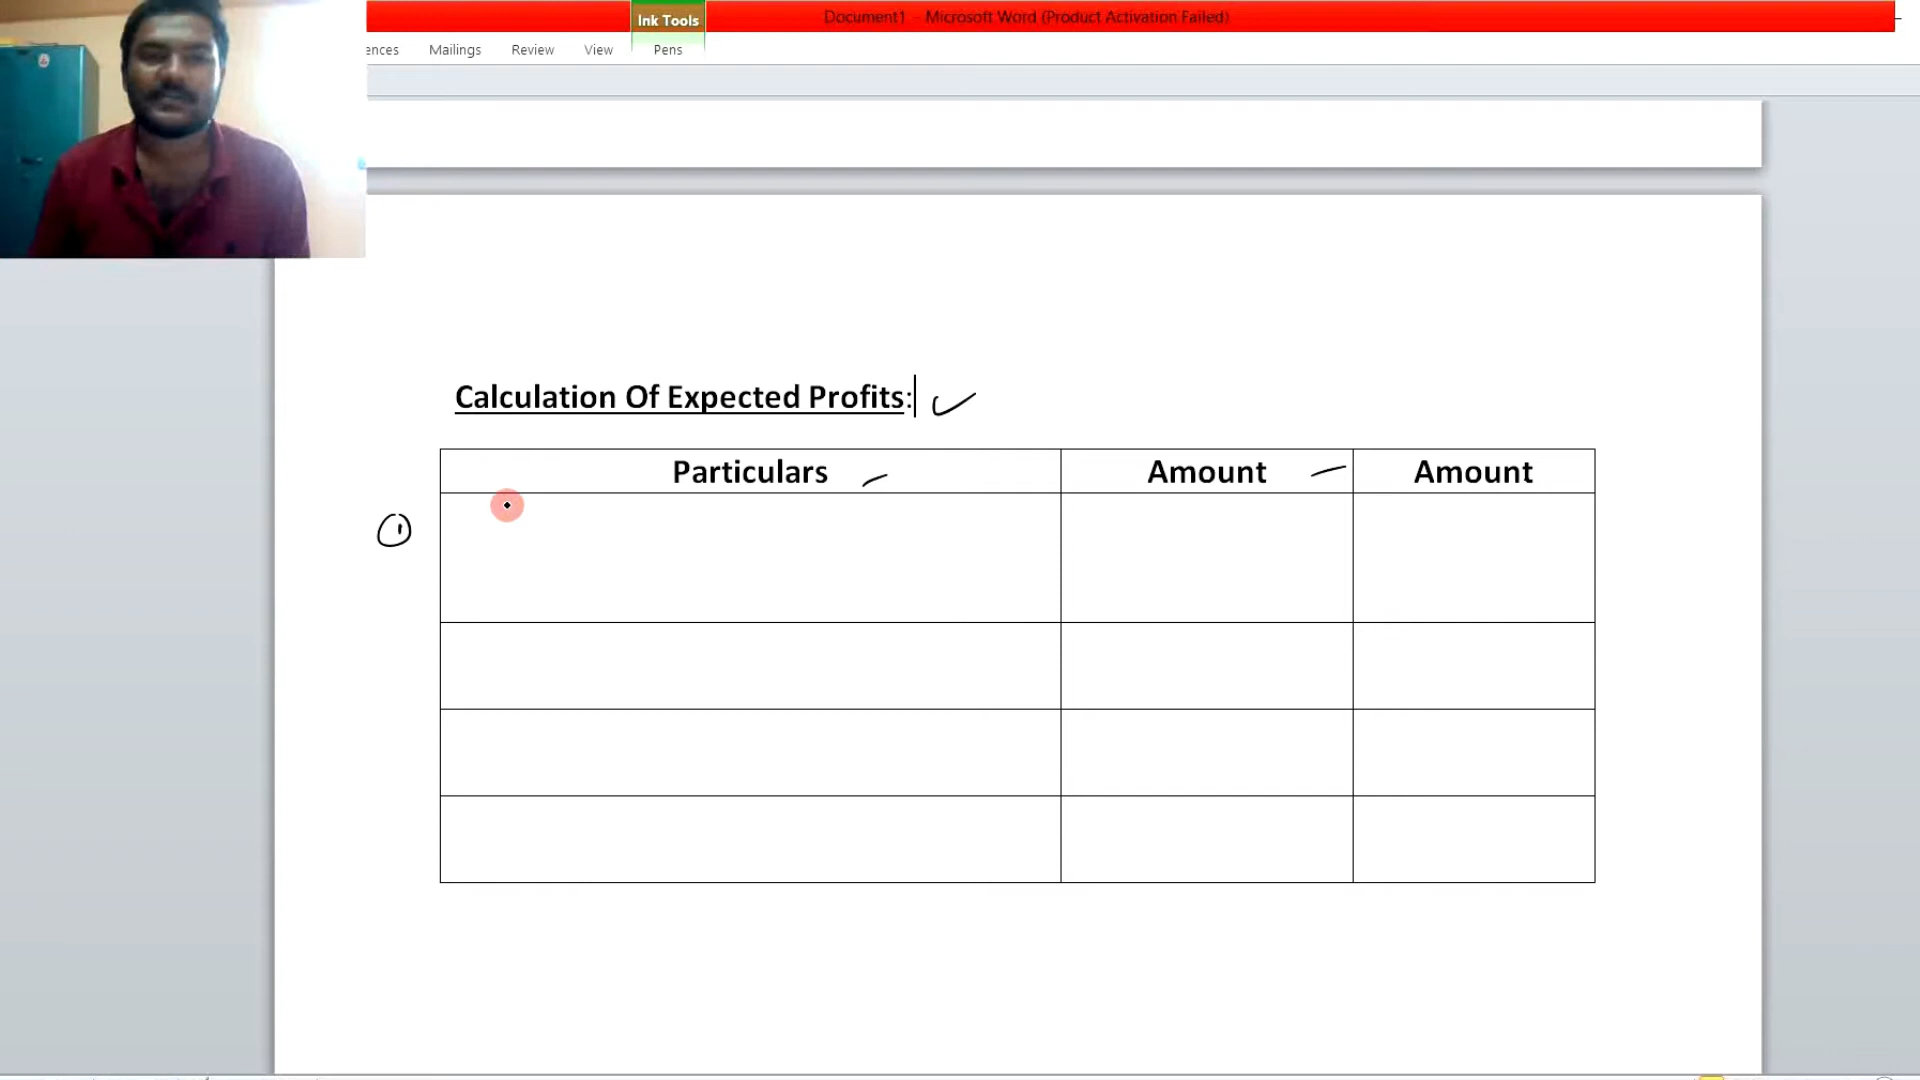 Ink Tools
Document1 - Microsoft Word (Product Activation Failed)
ences Mailings Review View Pens
Calculation Of Expected Profits:
1
Particulars Amount Amount